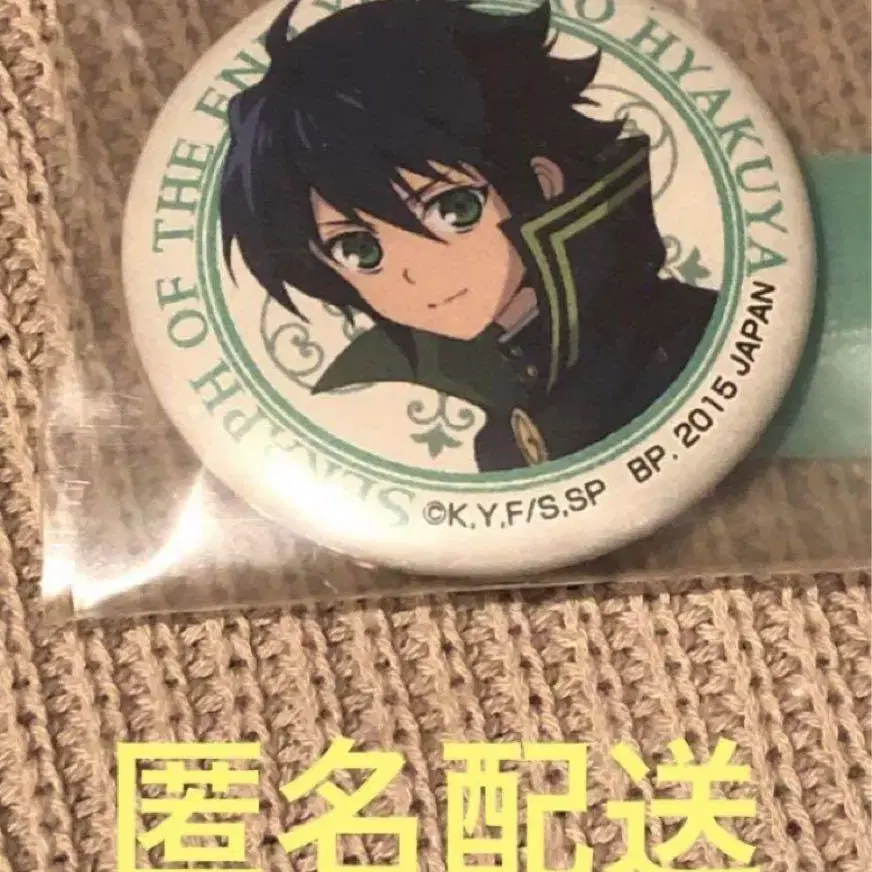 SERAPH OF THE END
HYAKUYA
©K,Y,F/S,SP BP. 2015 JAPAN
匿名配送